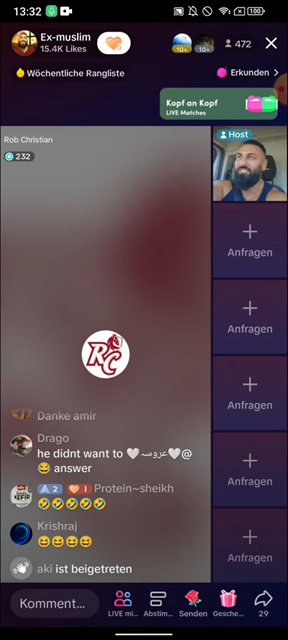 13:32
100
Ex-muslim
15.4K Likes
10+
10+
472
Wöchentliche Rangliste
Erkunden
Kopf an Kopf
LIVE Matches
Rob Christian
232
Host
Anfragen
Anfragen
Anfragen
Anfragen
Anfragen
RC
Danke amir
Drago
he didnt want to 🤍عروسہ🤍@
😂 answer
2 1 Protein~sheikh
🤣🤣🤣🤣🤣
Krishraj
😆😆😆😆
aki ist beigetreten
Komment...
LIVE mi...
Abstim...
Senden
Gesche...
29